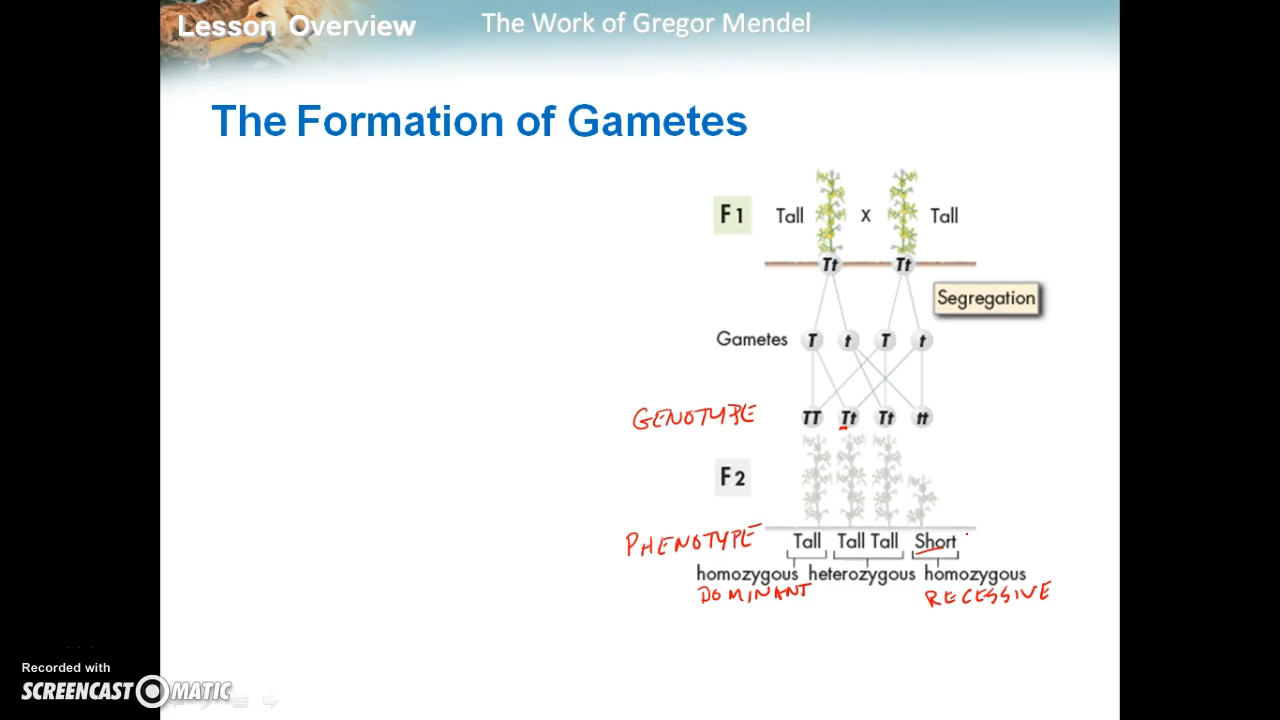 Lesson Overview
The Work of Gregor Mendel
The Formation of Gametes
F1 Tall x Tall
Tt Tt
Segregation
Gametes T t T t
GENOTYPE TT Tt Tt tt
F2
PHENOTYPE Tall Tall Tall Short
homozygous heterozygous homozygous
DOMINANT RECESSIVE
Recorded with
SCREENCAST MATIC